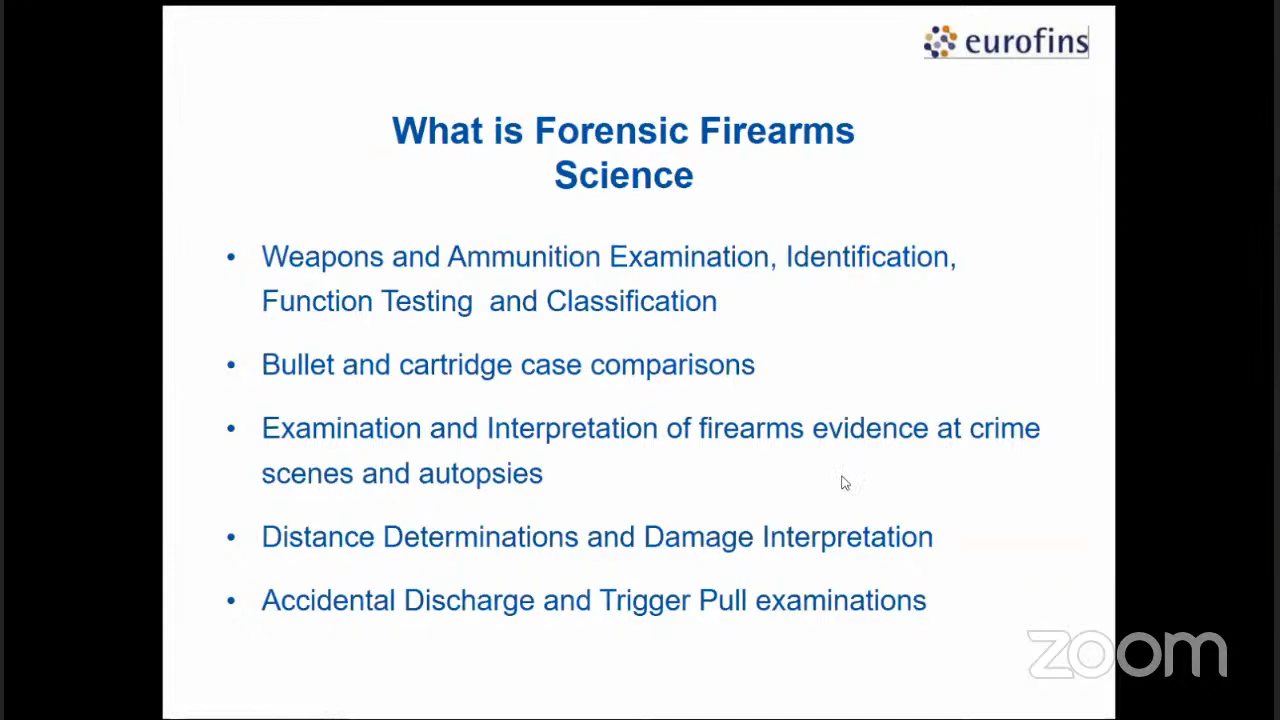 eurofins
What is Forensic Firearms
Science
• Weapons and Ammunition Examination, Identification,
Function Testing and Classification
• Bullet and cartridge case comparisons
• Examination and Interpretation of firearms evidence at crime
scenes and autopsies
• Distance Determinations and Damage Interpretation
• Accidental Discharge and Trigger Pull examinations
zoom